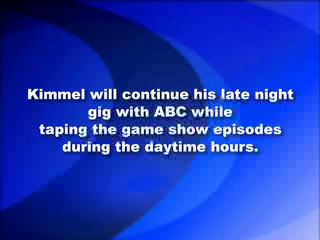 Kimmel will continue his late night
gig with ABC while
taping the game show episodes
during the daytime hours.